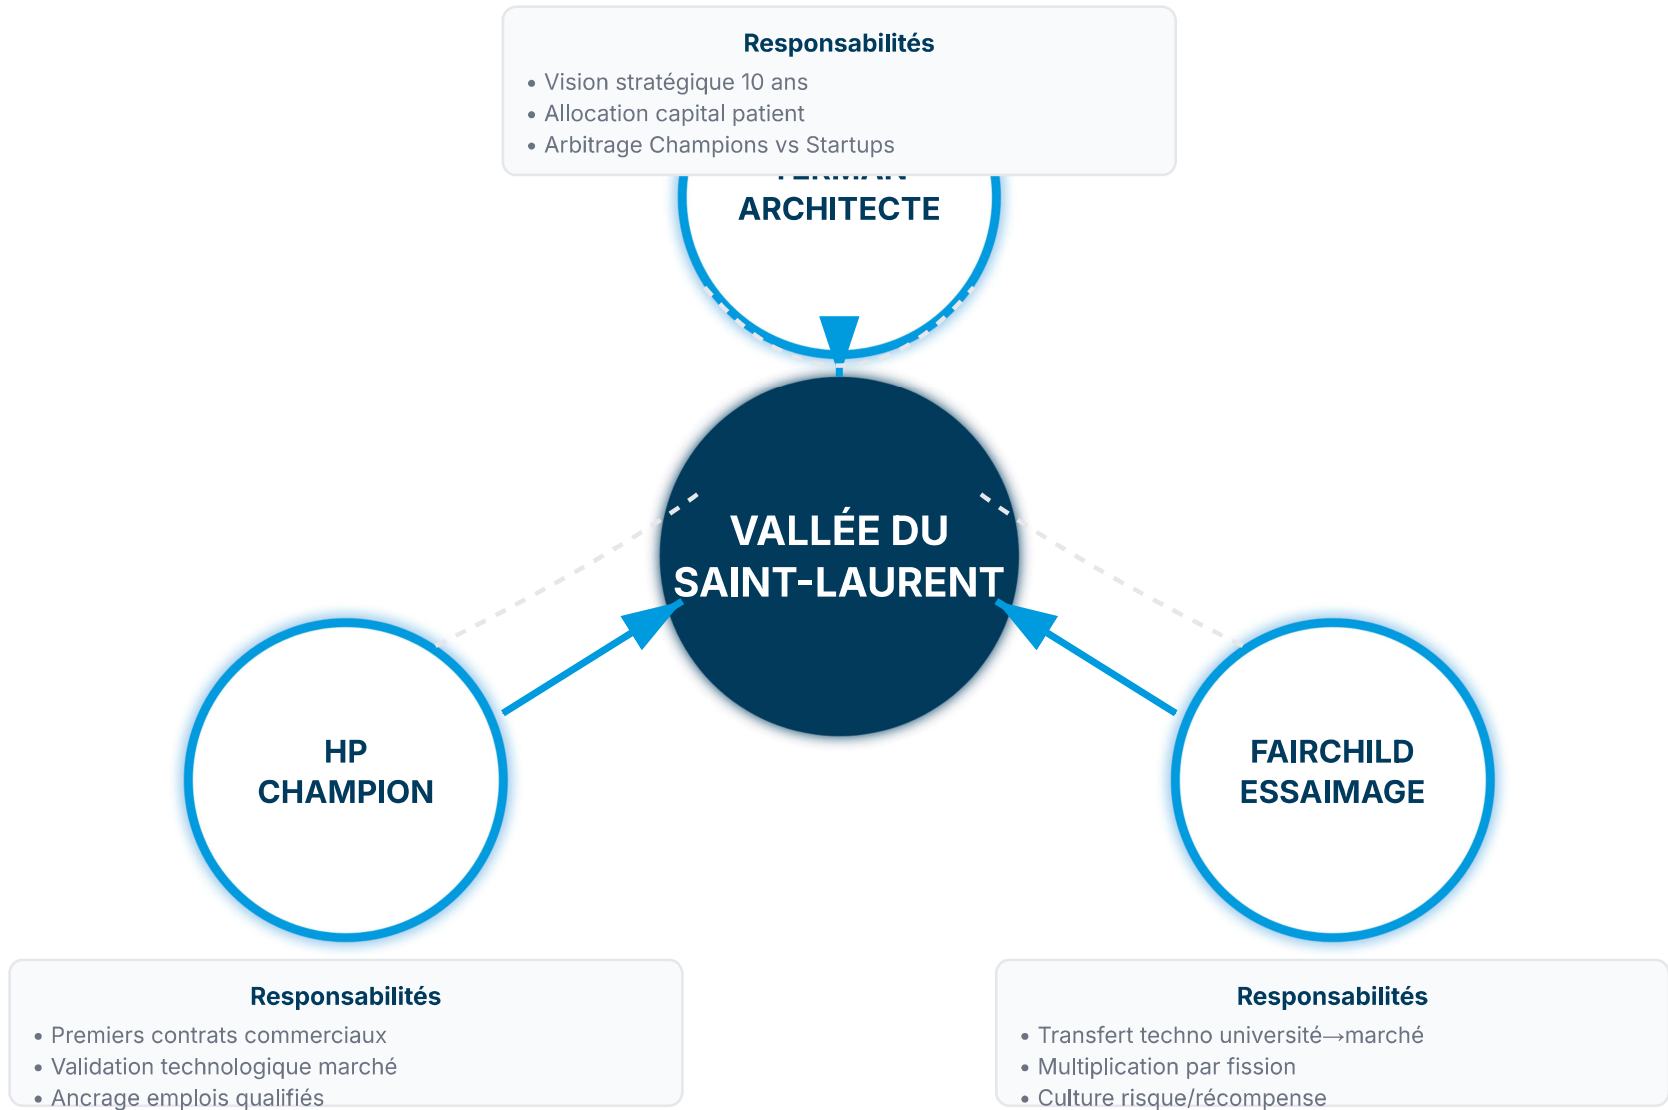 Responsabilités
• Vision stratégique 10 ans
• Allocation capital patient
• Arbitrage Champions vs Startups
TERMAN
ARCHITECTE
VALLÉE DU
SAINT-LAURENT
HP
CHAMPION
FAIRCHILD
ESSAIMAGE
Responsabilités
• Premiers contrats commerciaux
• Validation technologique marché
• Ancrage emplois qualifiés
Responsabilités
• Transfert techno université→marché
• Multiplication par fission
• Culture risque/récompense